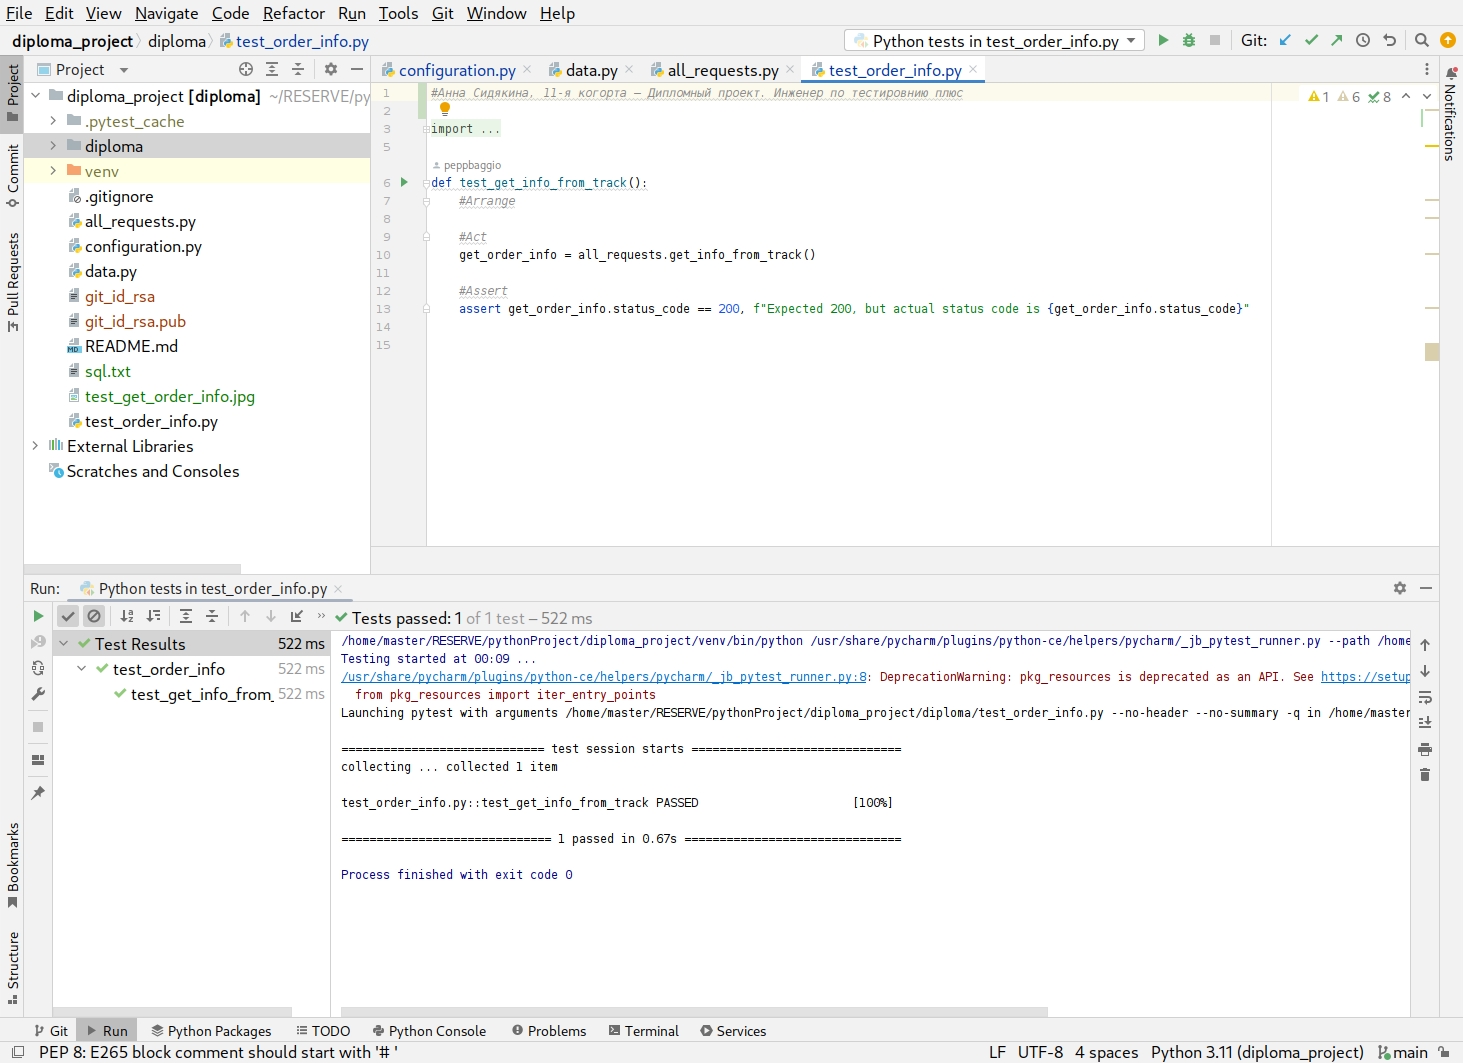 File Edit View Navigate Code Refactor Run Tools Git Window Help
diploma_project diploma test_order_info.py
Python tests in test_order_info.py Git:
Project
configuration.py data.py all_requests.py test_order_info.py
Project
Commit
Pull Requests
Bookmarks
Structure
Notifications
diploma_project [diploma] ~/RESERVE/py
.pytest_cache
diploma
venv
.gitignore
all_requests.py
configuration.py
data.py
git_id_rsa
git_id_rsa.pub
README.md
sql.txt
test_get_order_info.jpg
test_order_info.py
External Libraries
Scratches and Consoles
1 #Анна Сидякина, 11-я когорта — Дипломный проект. Инженер по тестировнию плюс
1 6 8
2
3 import ...
5
peppbaggio
6 def test_get_info_from_track():
7 #Arrange
8
9 #Act
10 get_order_info = all_requests.get_info_from_track()
11
12 #Assert
13 assert get_order_info.status_code == 200, f"Expected 200, but actual status code is {get_order_info.status_code}"
14
15
Run: Python tests in test_order_info.py
Tests passed: 1 of 1 test – 522 ms
Test Results 522 ms
test_order_info 522 ms
test_get_info_from_ 522 ms
/home/master/RESERVE/pythonProject/diploma_project/venv/bin/python /usr/share/pycharm/plugins/python-ce/helpers/pycharm/_jb_pytest_runner.py --path /home
Testing started at 00:09 ...
/usr/share/pycharm/plugins/python-ce/helpers/pycharm/_jb_pytest_runner.py:8: DeprecationWarning: pkg_resources is deprecated as an API. See https://setup
from pkg_resources import iter_entry_points
Launching pytest with arguments /home/master/RESERVE/pythonProject/diploma_project/diploma/test_order_info.py --no-header --no-summary -q in /home/master
============================= test session starts ==============================
collecting ... collected 1 item
test_order_info.py::test_get_info_from_track PASSED [100%]
============================== 1 passed in 0.67s ===============================
Process finished with exit code 0
Git Run Python Packages TODO Python Console Problems Terminal Services
PEP 8: E265 block comment should start with '# '
LF UTF-8 4 spaces Python 3.11 (diploma_project) main